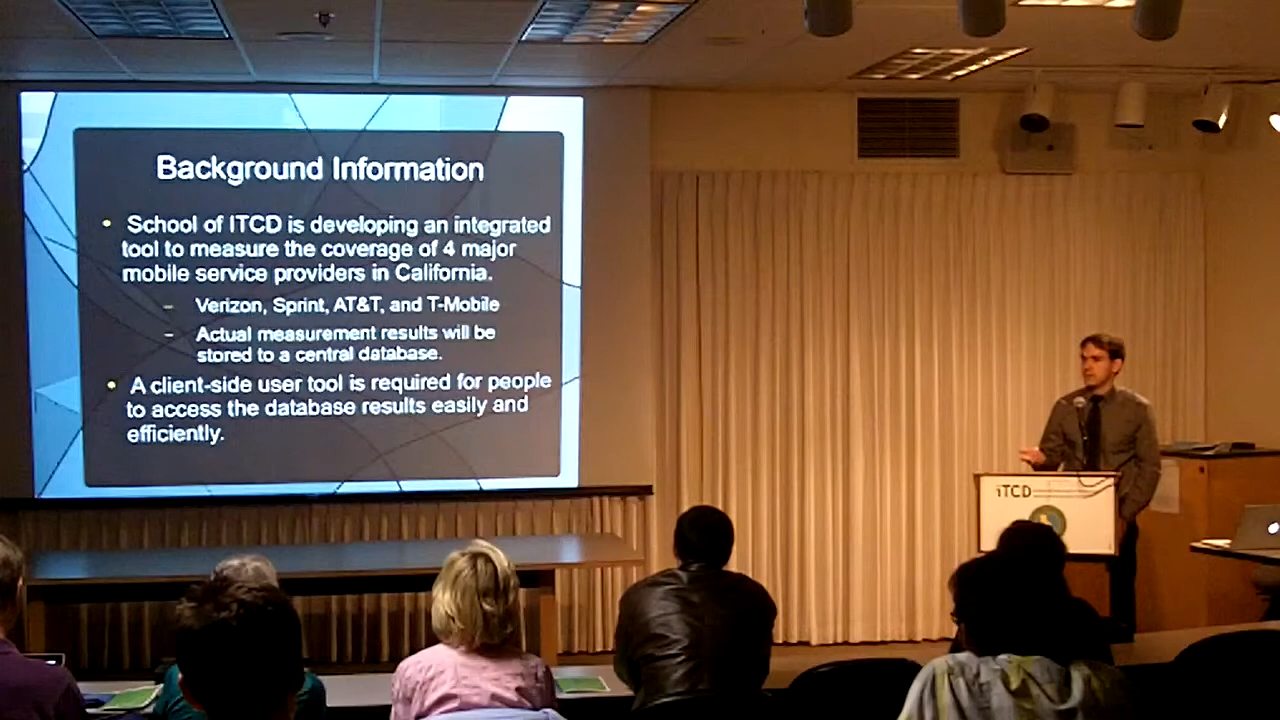 Background Information
• School of ITCD is developing an integrated
tool to measure the coverage of 4 major
mobile service providers in California.
– Verizon, Sprint, AT&T, and T-Mobile
– Actual measurement results will be
stored to a central database.
• A client-side user tool is required for people
to access the database results easily and
efficiently.
iTCD